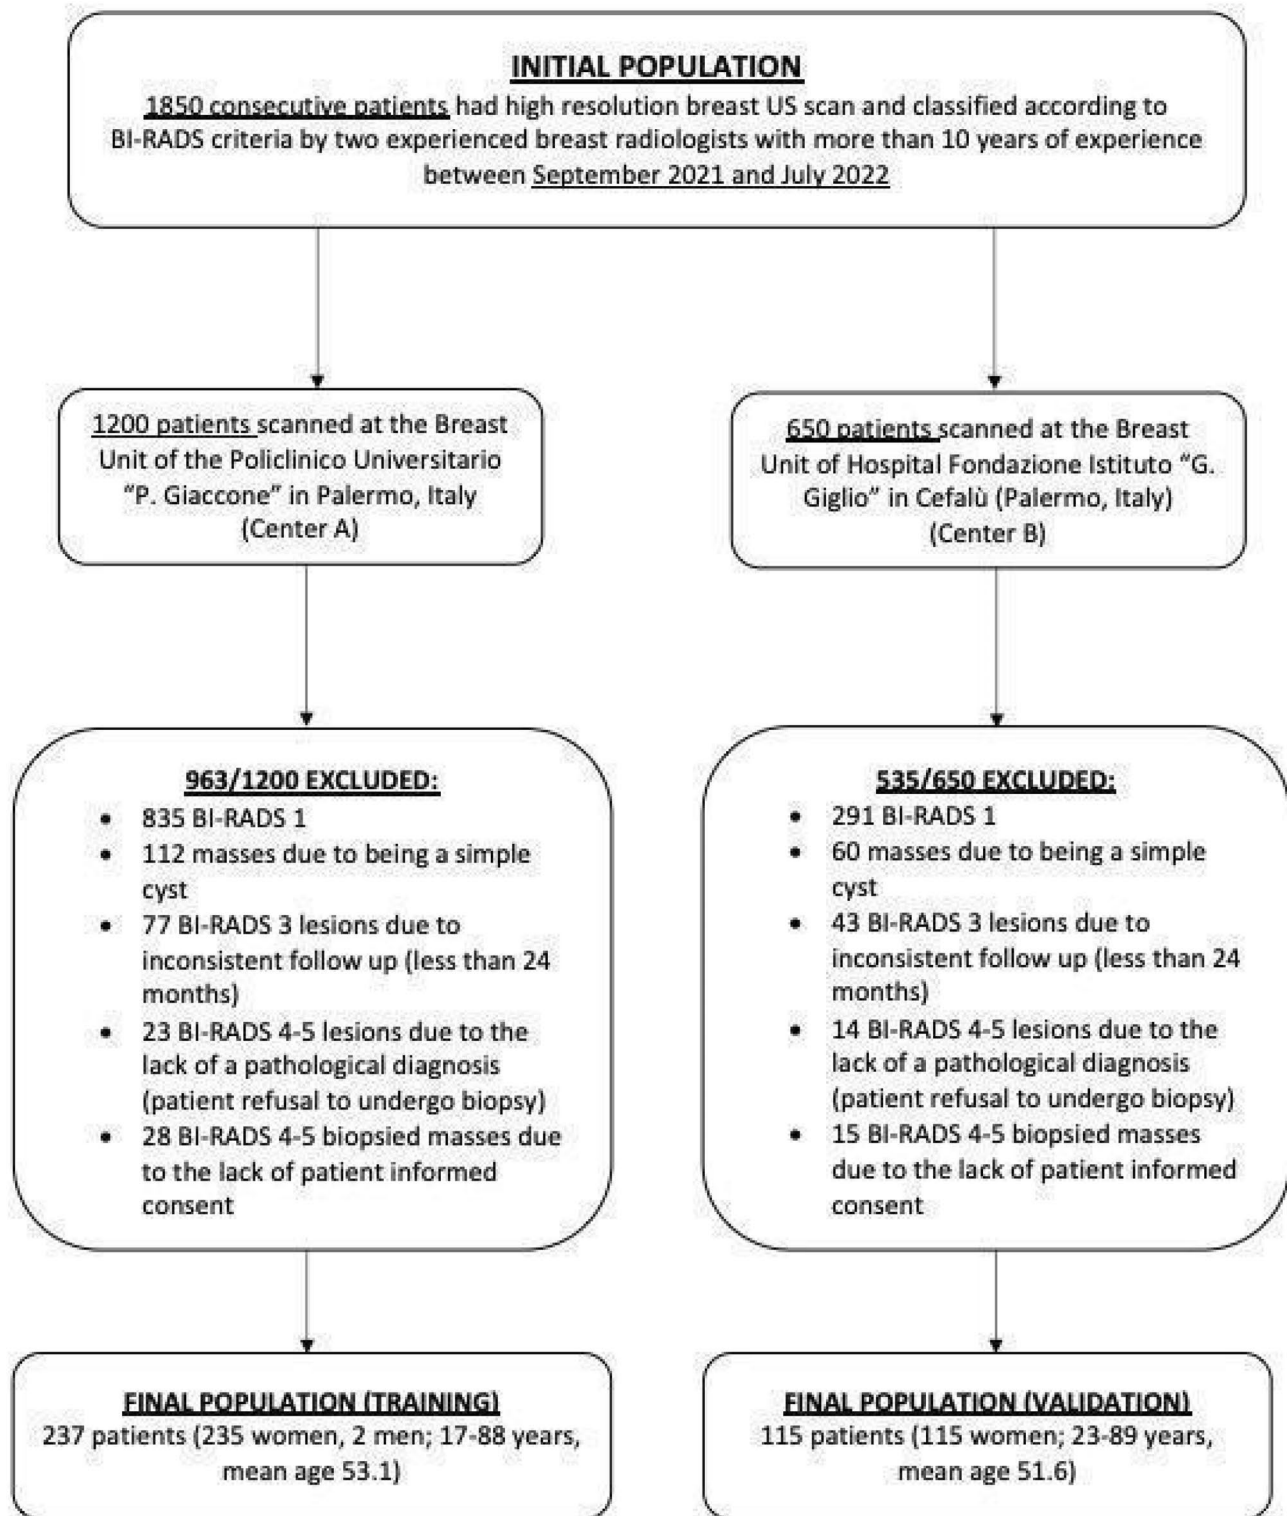 INITIAL POPULATION
1850 consecutive patients had high resolution breast US scan and classified according to
BI-RADS criteria by two experienced breast radiologists with more than 10 years of experience
between September 2021 and July 2022
1200 patients scanned at the Breast
Unit of the Policlinico Universitario
“P. Giaccone” in Palermo, Italy
(Center A)
650 patients scanned at the Breast
Unit of Hospital Fondazione Istituto “G.
Giglio” in Cefalù (Palermo, Italy)
(Center B)
963/1200 EXCLUDED:
• 835 BI-RADS 1
• 112 masses due to being a simple
cyst
• 77 BI-RADS 3 lesions due to
inconsistent follow up (less than 24
months)
• 23 BI-RADS 4-5 lesions due to the
lack of a pathological diagnosis
(patient refusal to undergo biopsy)
• 28 BI-RADS 4-5 biopsied masses due
to the lack of patient informed
consent
535/650 EXCLUDED:
• 291 BI-RADS 1
• 60 masses due to being a simple
cyst
• 43 BI-RADS 3 lesions due to
inconsistent follow up (less than 24
months)
• 14 BI-RADS 4-5 lesions due to the
lack of a pathological diagnosis
(patient refusal to undergo biopsy)
• 15 BI-RADS 4-5 biopsied masses
due to the lack of patient informed
consent
FINAL POPULATION (TRAINING)
237 patients (235 women, 2 men; 17-88 years,
mean age 53.1)
FINAL POPULATION (VALIDATION)
115 patients (115 women; 23-89 years,
mean age 51.6)